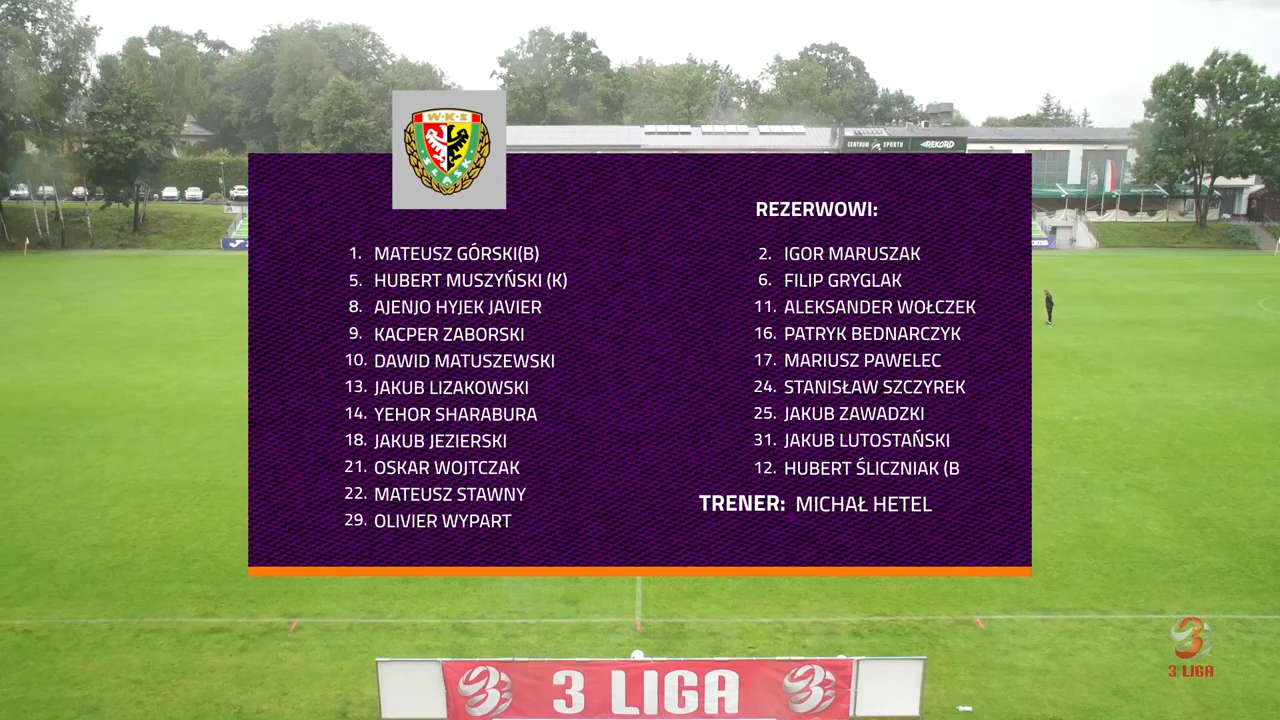 W·K·S
ŚLĄSK
CENTRUM SPORTU
REKORD
1. MATEUSZ GÓRSKI(B)
5. HUBERT MUSZYŃSKI (K)
8. AJENJO HYJEK JAVIER
9. KACPER ZABORSKI
10. DAWID MATUSZEWSKI
13. JAKUB LIZAKOWSKI
14. YEHOR SHARABURA
18. JAKUB JEZIERSKI
21. OSKAR WOJTCZAK
22. MATEUSZ STAWNY
29. OLIVIER WYPART
REZERWOWI:
2. IGOR MARUSZAK
6. FILIP GRYGLAK
11. ALEKSANDER WOŁCZEK
16. PATRYK BEDNARCZYK
17. MARIUSZ PAWELEC
24. STANISŁAW SZCZYREK
25. JAKUB ZAWADZKI
31. JAKUB LUTOSTAŃSKI
12. HUBERT ŚLICZNIAK (B
TRENER: MICHAŁ HETEL
3 LIGA
3 LIGA